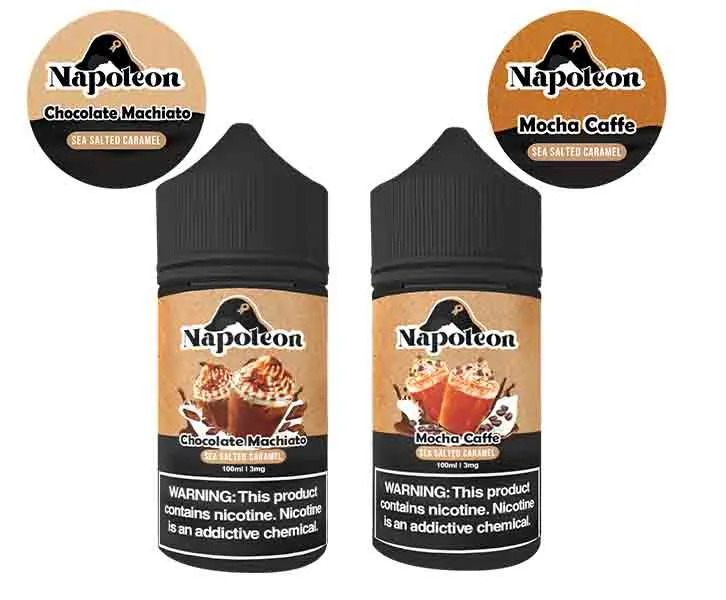 Napoleon
Chocolate Machiato
SEA SALTED CARAMEL
Napoleon
Mocha Caffe
SEA SALTED CARAMEL
Napoleon
Chocolate Machiato
SEA SALTED CARAMEL
100ml | 3mg
WARNING: This product
contains nicotine. Nicotine
is an addictive chemical.
Napoleon
Mocha Caffe
SEA SALTED CARAMEL
100ml | 3mg
WARNING: This product
contains nicotine. Nicotine
is an addictive chemical.